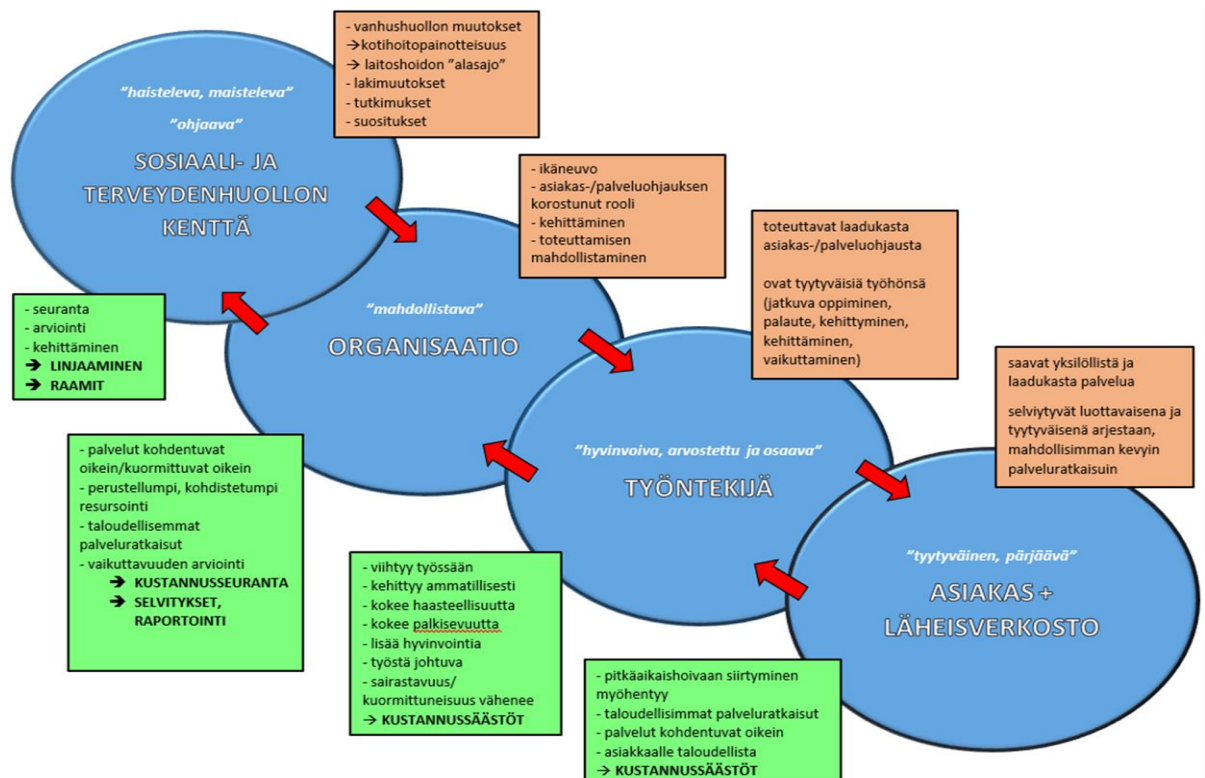 - vanhushuollon muutokset
→kotihoitopainotteisuus
→ laitoshoidon ”alasajo”
- lakimuutokset
- tutkimukset
- suositukset
”haisteleva, maisteleva”
”ohjaava”
SOSIAALI- JA
TERVEYDENHUOLLON
KENTTÄ
- ikäneuvo
- asiakas-/palveluohjauksen
korostunut rooli
- kehittäminen
- toteuttamisen
mahdollistaminen
”mahdollistava”
ORGANISAATIO
toteuttavat laadukasta
asiakas-/palveluohjausta
ovat tyytyväisiä työhönsä
(jatkuva oppiminen,
palaute, kehittyminen,
kehittäminen,
vaikuttaminen)
- seuranta
- arviointi
- kehittäminen
➔ LINJAAMINEN
➔ RAAMIT
saavat yksilöllistä ja
laadukasta palvelua
selviytyvät luottavaisena ja
tyytyväisenä arjestaan,
mahdollisimman kevyin
palveluratkaisuin
”hyvinvoiva, arvostettu ja osaava”
TYÖNTEKIJÄ
- palvelut kohdentuvat
oikein/kuormittuvat oikein
- perustellumpi, kohdistetumpi
resursointi
- taloudellisemmat
palveluratkaisut
- vaikuttavuuden arviointi
➔ KUSTANNUSSEURANTA
➔ SELVITYKSET,
RAPORTOINTI
”tyytyväinen, pärjäävä”
ASIAKAS +
LÄHEISVERKOSTO
- viihtyy työssään
- kehittyy ammatillisesti
- kokee haasteellisuutta
- kokee palkisevuutta
- lisää hyvinvointia
- työstä johtuva
- sairastavuus/
kuormittuneisuus vähenee
→ KUSTANNUSSÄÄSTÖT
- pitkäaikaishoivaan siirtyminen
myöhentyy
- taloudellisimmat palveluratkaisut
- palvelut kohdentuvat oikein
- asiakkaalle taloudellista
→ KUSTANNUSSÄÄSTÖT